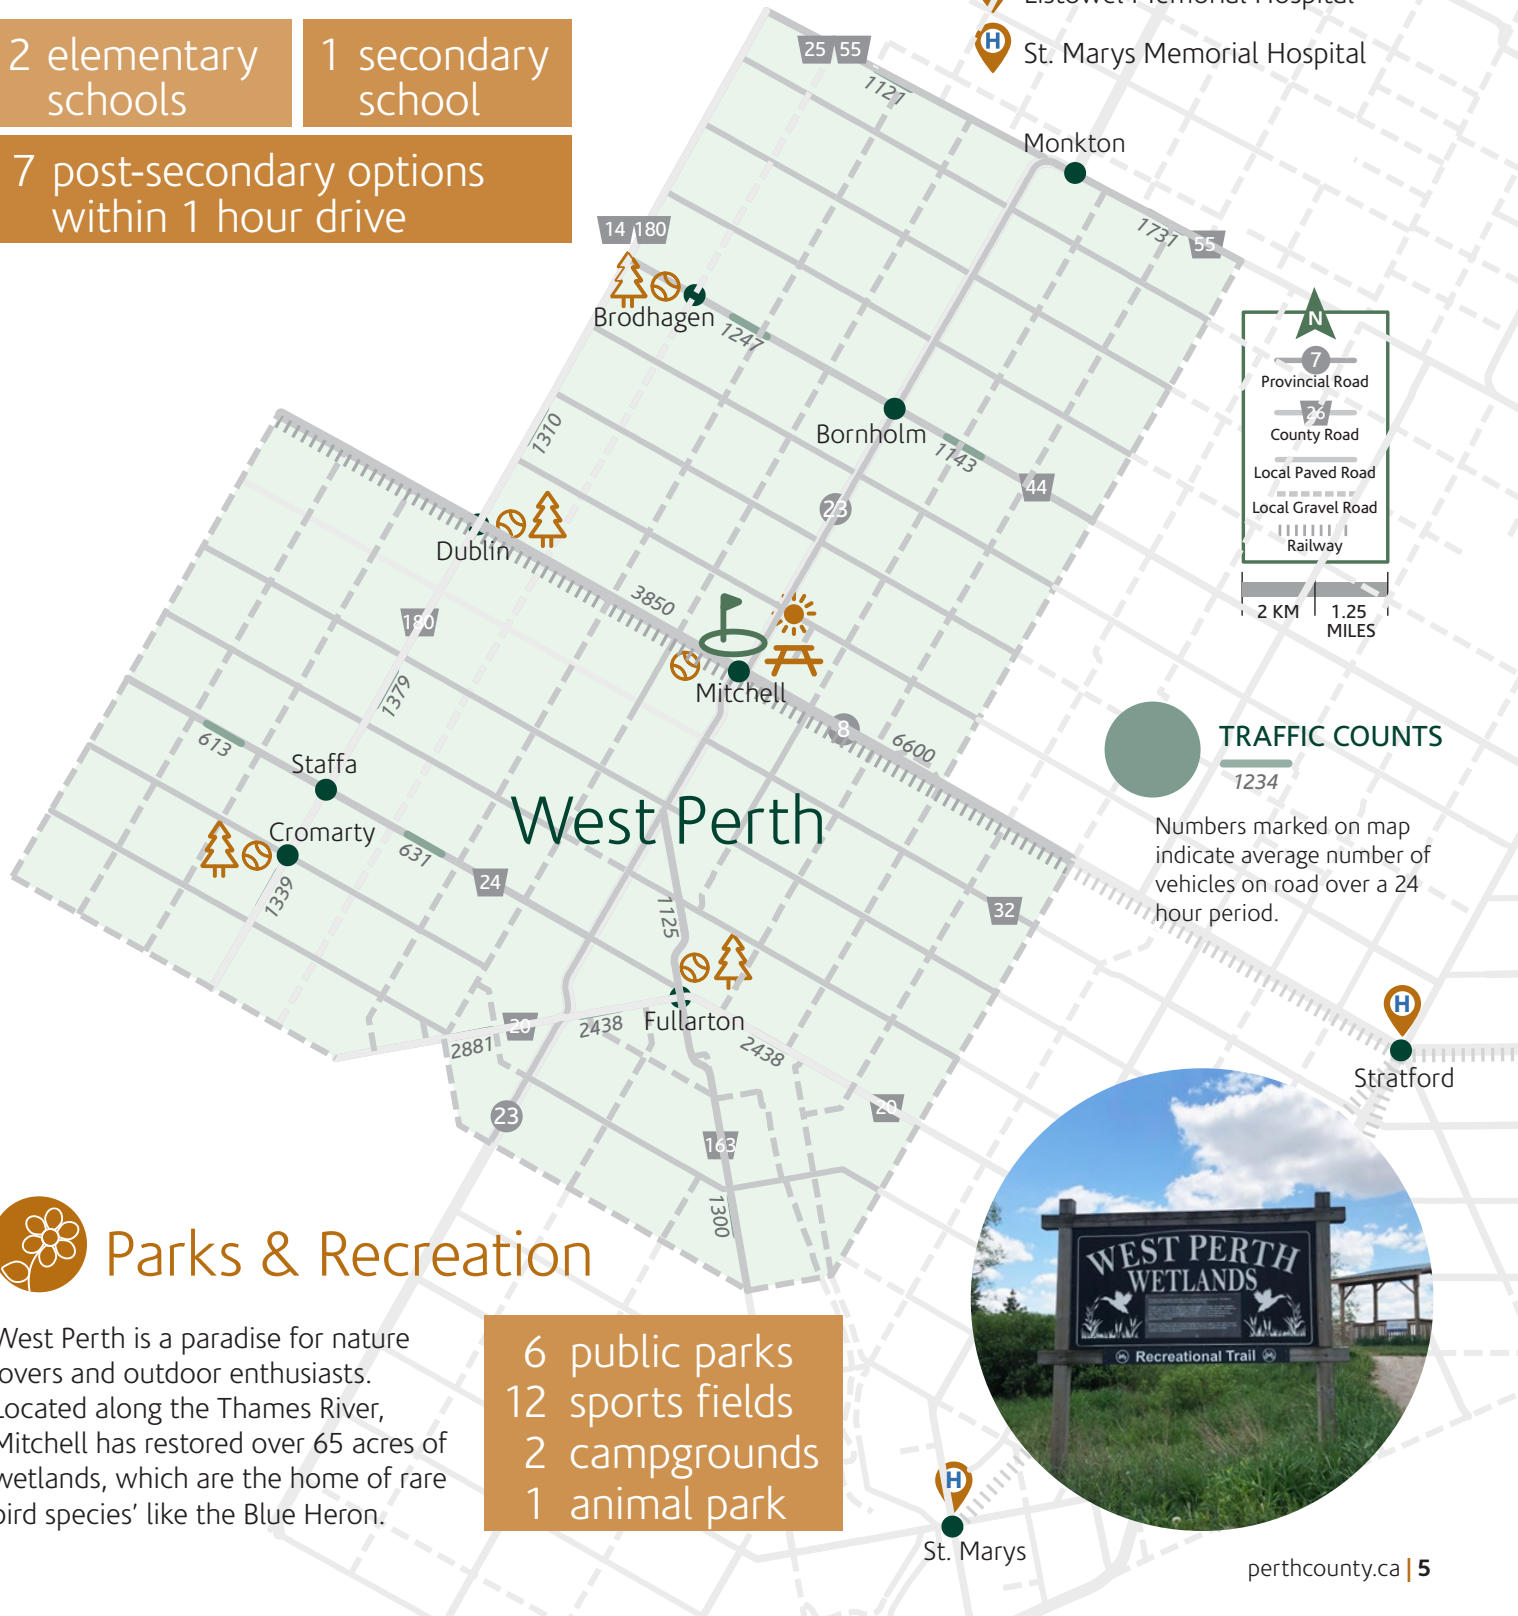 Listowel Memorial Hospital
H St. Marys Memorial Hospital
2 elementary
schools
1 secondary
school
7 post-secondary options
within 1 hour drive
25 55
1121
Monkton
1731
55
14 180
Brodhagen
1247
1310
Bornholm
1143
44
23
Dublin
3850
180
1379
Mitchell
8
6600
613
Staffa
Cromarty
631
24
1339
West Perth
1125
32
Fullarton
20
2438
2881
2438
20
23
163
1300
N
7
Provincial Road
26
County Road
Local Paved Road
Local Gravel Road
Railway
2 KM
1.25
MILES
TRAFFIC COUNTS
1234
Numbers marked on map
indicate average number of
vehicles on road over a 24
hour period.
H
Stratford
Parks & Recreation
West Perth is a paradise for nature
lovers and outdoor enthusiasts.
Located along the Thames River,
Mitchell has restored over 65 acres of
wetlands, which are the home of rare
bird species’ like the Blue Heron.
6 public parks
12 sports fields
2 campgrounds
1 animal park
WEST PERTH
WETLANDS
Recreational Trail
H
St. Marys
perthcounty.ca | 5